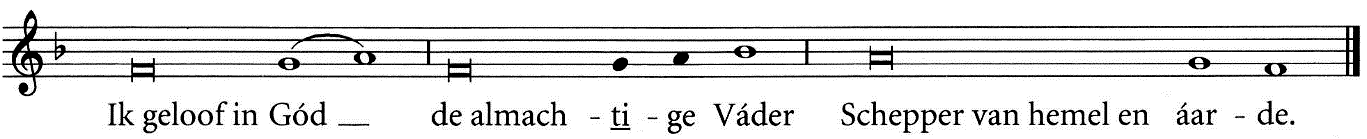 Ik geloof in Gód __ de almach - ti - ge Váder Schepper van hemel en áar - de.